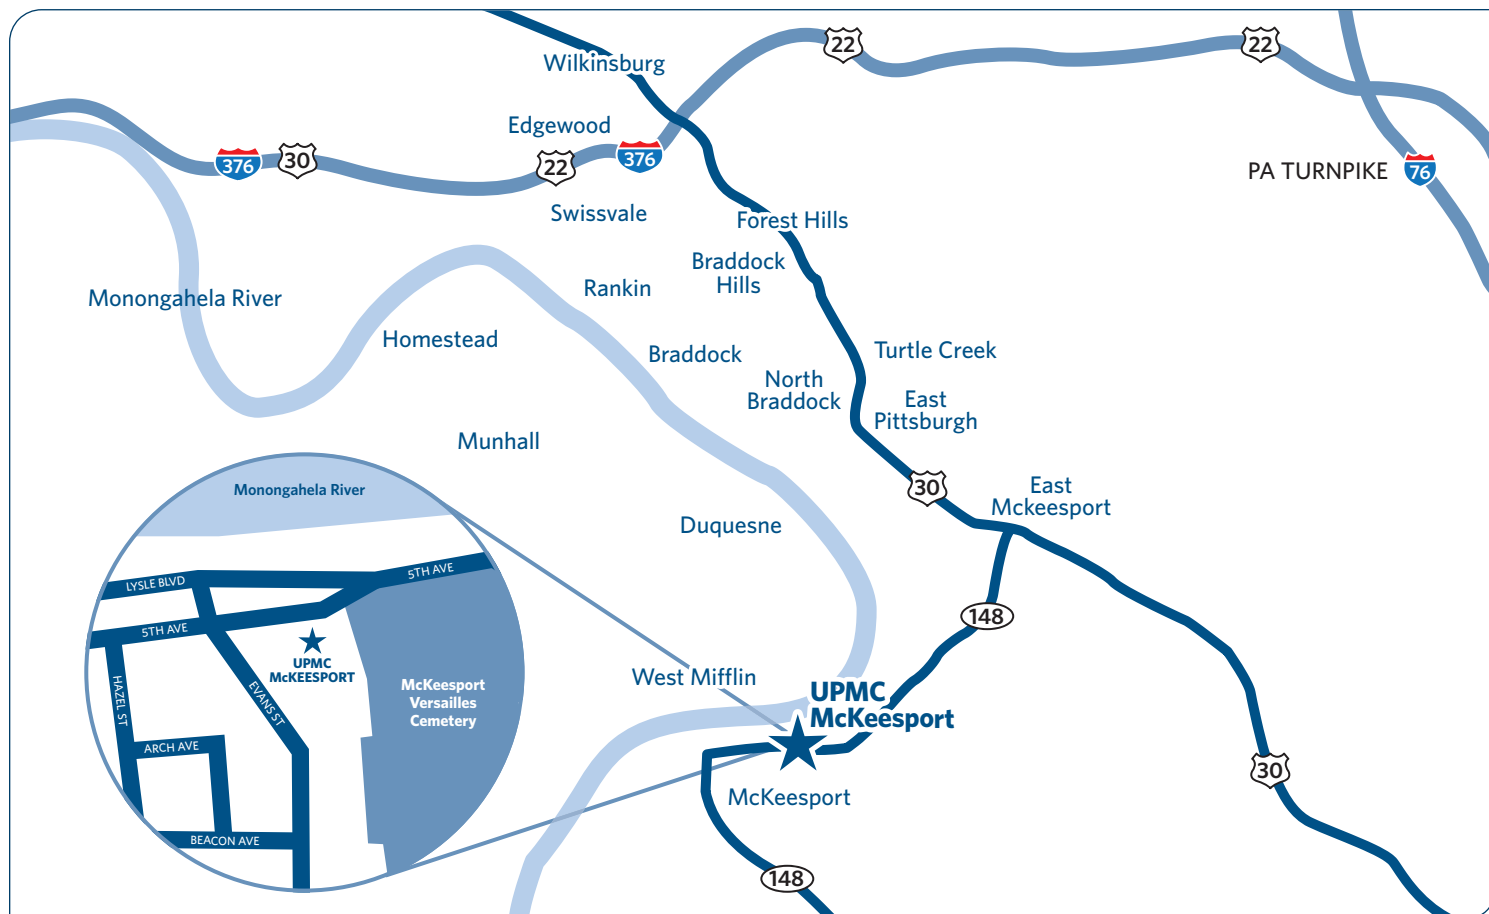 22
22
Wilkinsburg
Edgewood
376
30
22
376
PA TURNPIKE
76
Swissvale
Forest Hills
Braddock
Hills
Rankin
Monongahela River
Homestead
Braddock
Turtle Creek
North
Braddock
East
Pittsburgh
Munhall
30
East
Mckeesport
Duquesne
148
West Mifflin
UPMC
McKeesport
McKeesport
30
148
Monongahela River
LYSLE BLVD
5TH AVE
5TH AVE
UPMC
McKEESPORT
HAZEL ST
EVANS ST
McKeesport
Versailles
Cemetery
ARCH AVE
BEACON AVE